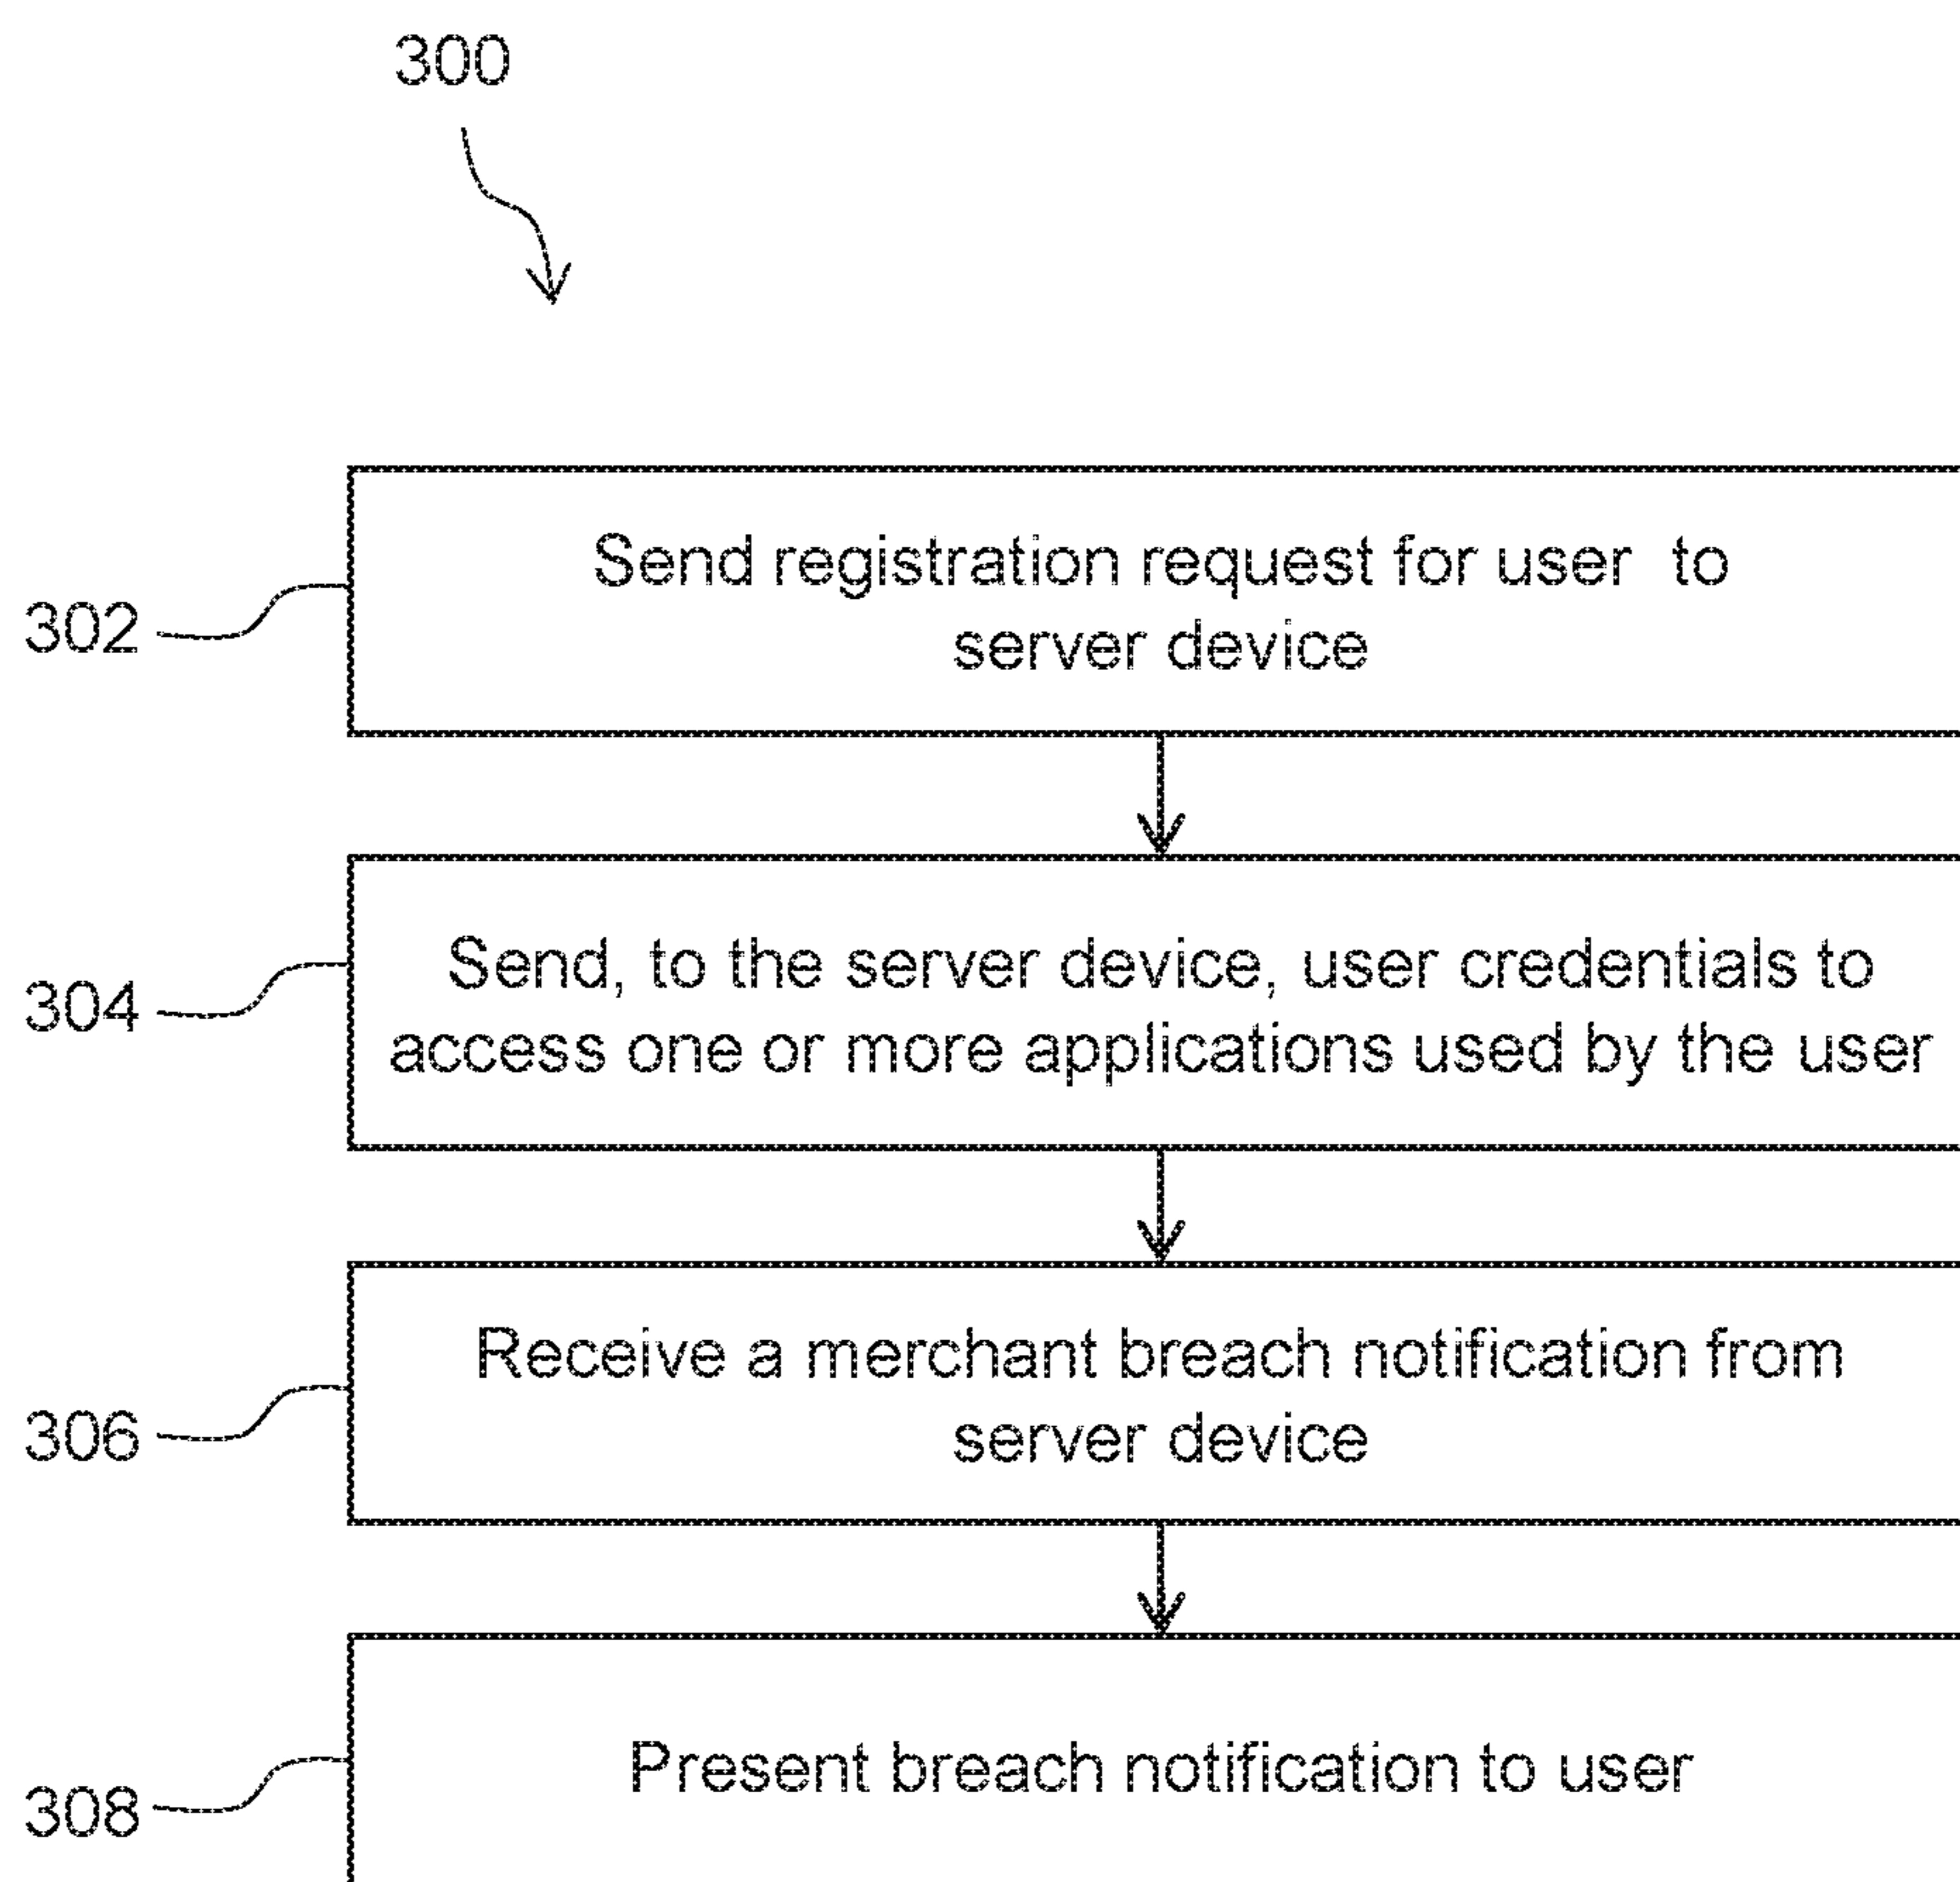 300
302
Send registration request for user to
server device
304
Send, to the server device, user credentials to
access one or more applications used by the user
306
Receive a merchant breach notification from
server device
308
Present breach notification to user